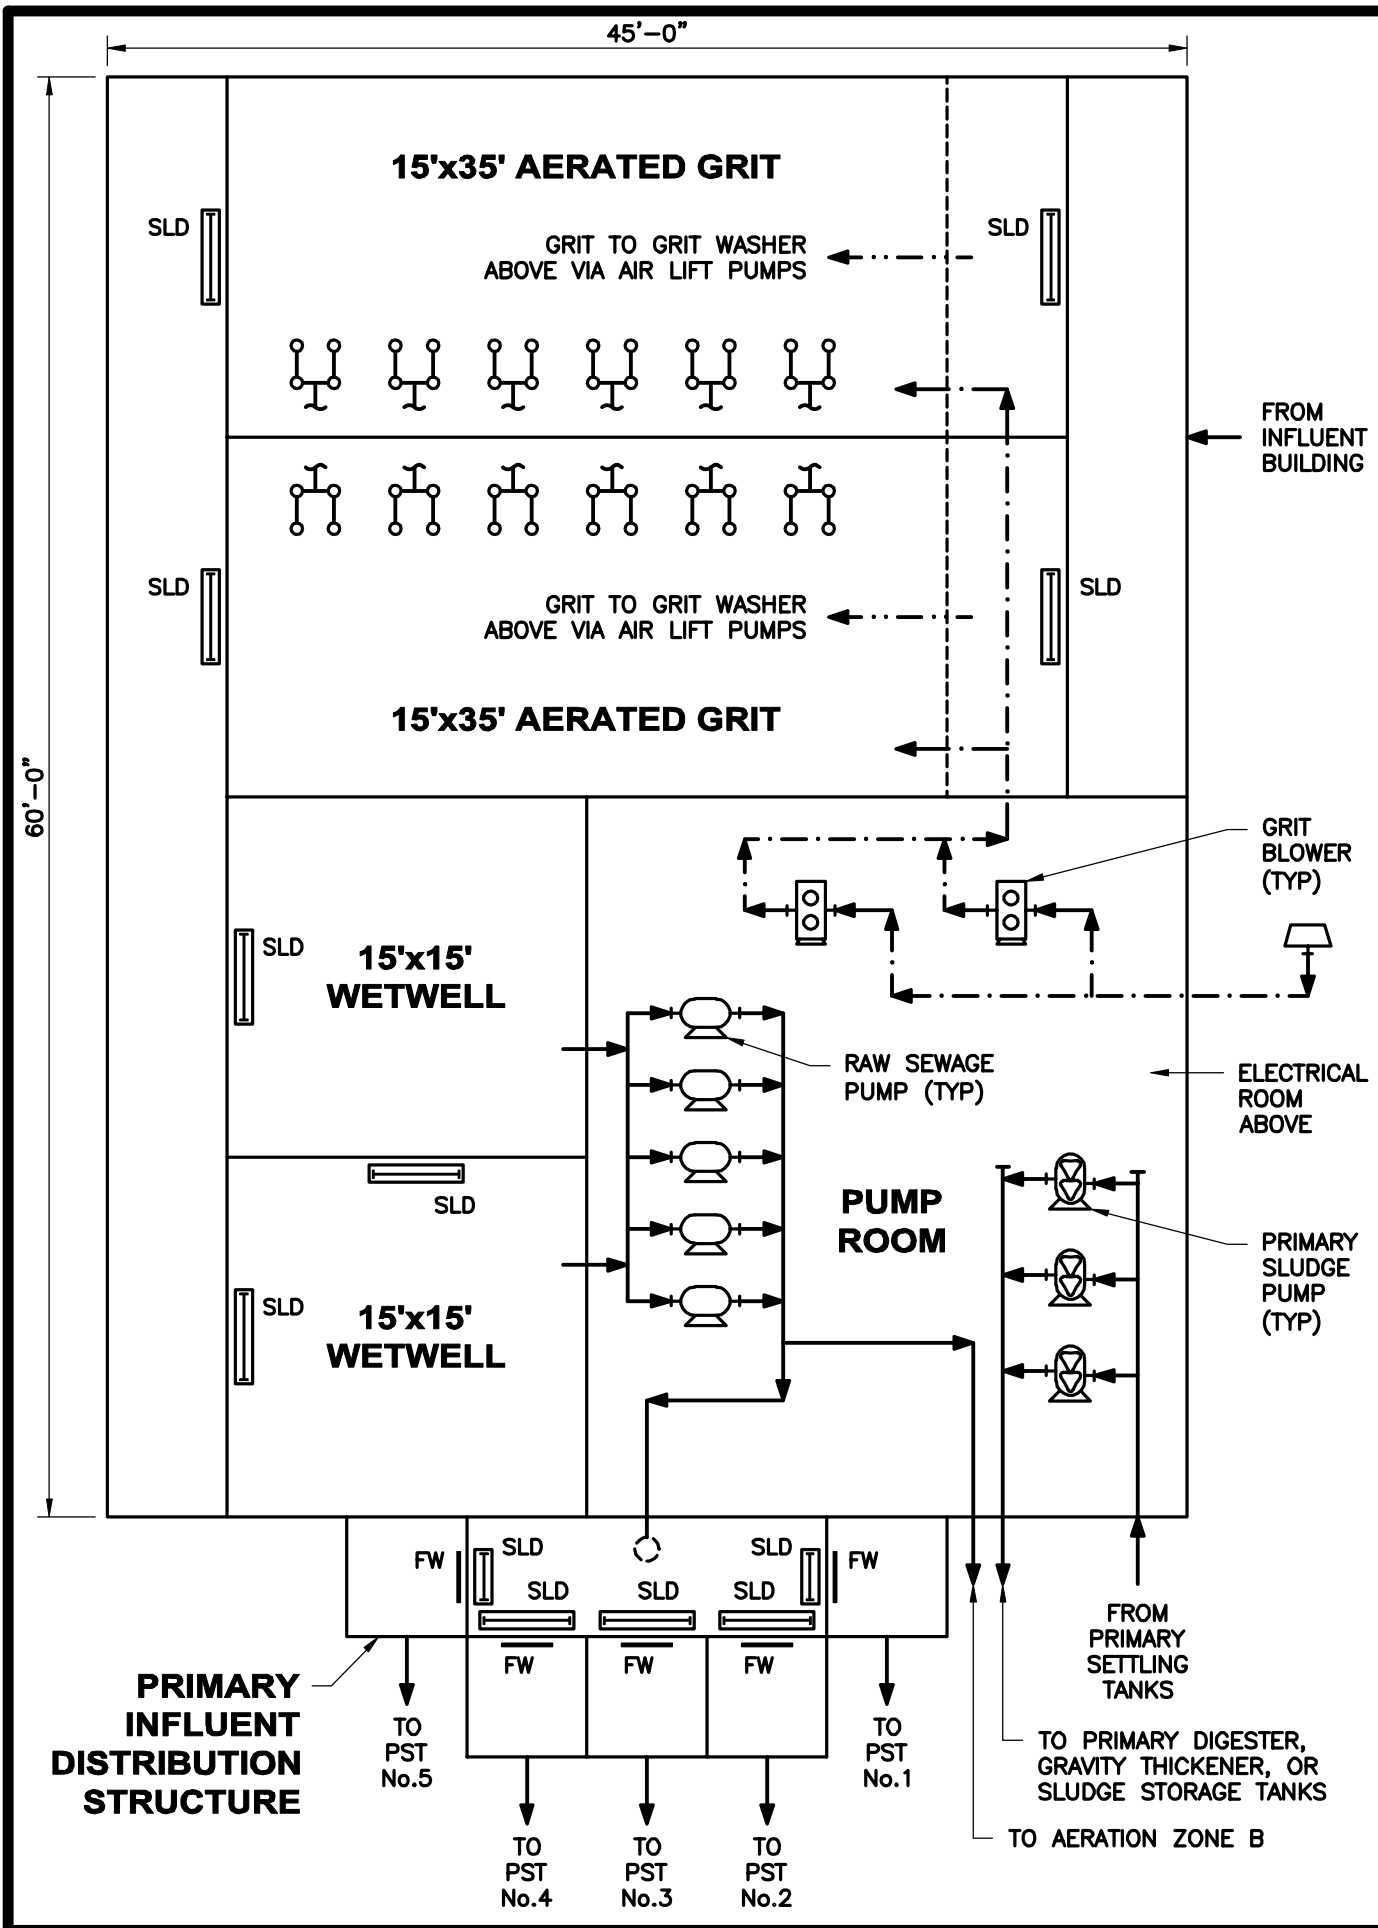 45'-0"
60'-0"
15'x35' AERATED GRIT
SLD
GRIT TO GRIT WASHER
ABOVE VIA AIR LIFT PUMPS
SLD
FROM
INFLUENT
BUILDING
SLD
GRIT TO GRIT WASHER
ABOVE VIA AIR LIFT PUMPS
SLD
15'x35' AERATED GRIT
GRIT
BLOWER
(TYP)
SLD
15'x15'
WETWELL
RAW SEWAGE
PUMP (TYP)
ELECTRICAL
ROOM
ABOVE
SLD
PUMP
ROOM
PRIMARY
SLUDGE
PUMP
(TYP)
SLD
15'x15'
WETWELL
FW
SLD
SLD
FW
SLD
SLD
SLD
FW
FW
FW
FROM
PRIMARY
SETTLING
TANKS
PRIMARY
INFLUENT
DISTRIBUTION
STRUCTURE
TO
PST
No.5
TO
PST
No.1
TO PRIMARY DIGESTER,
GRAVITY THICKENER, OR
SLUDGE STORAGE TANKS
TO AERATION ZONE B
TO
PST
No.4
TO
PST
No.3
TO
PST
No.2